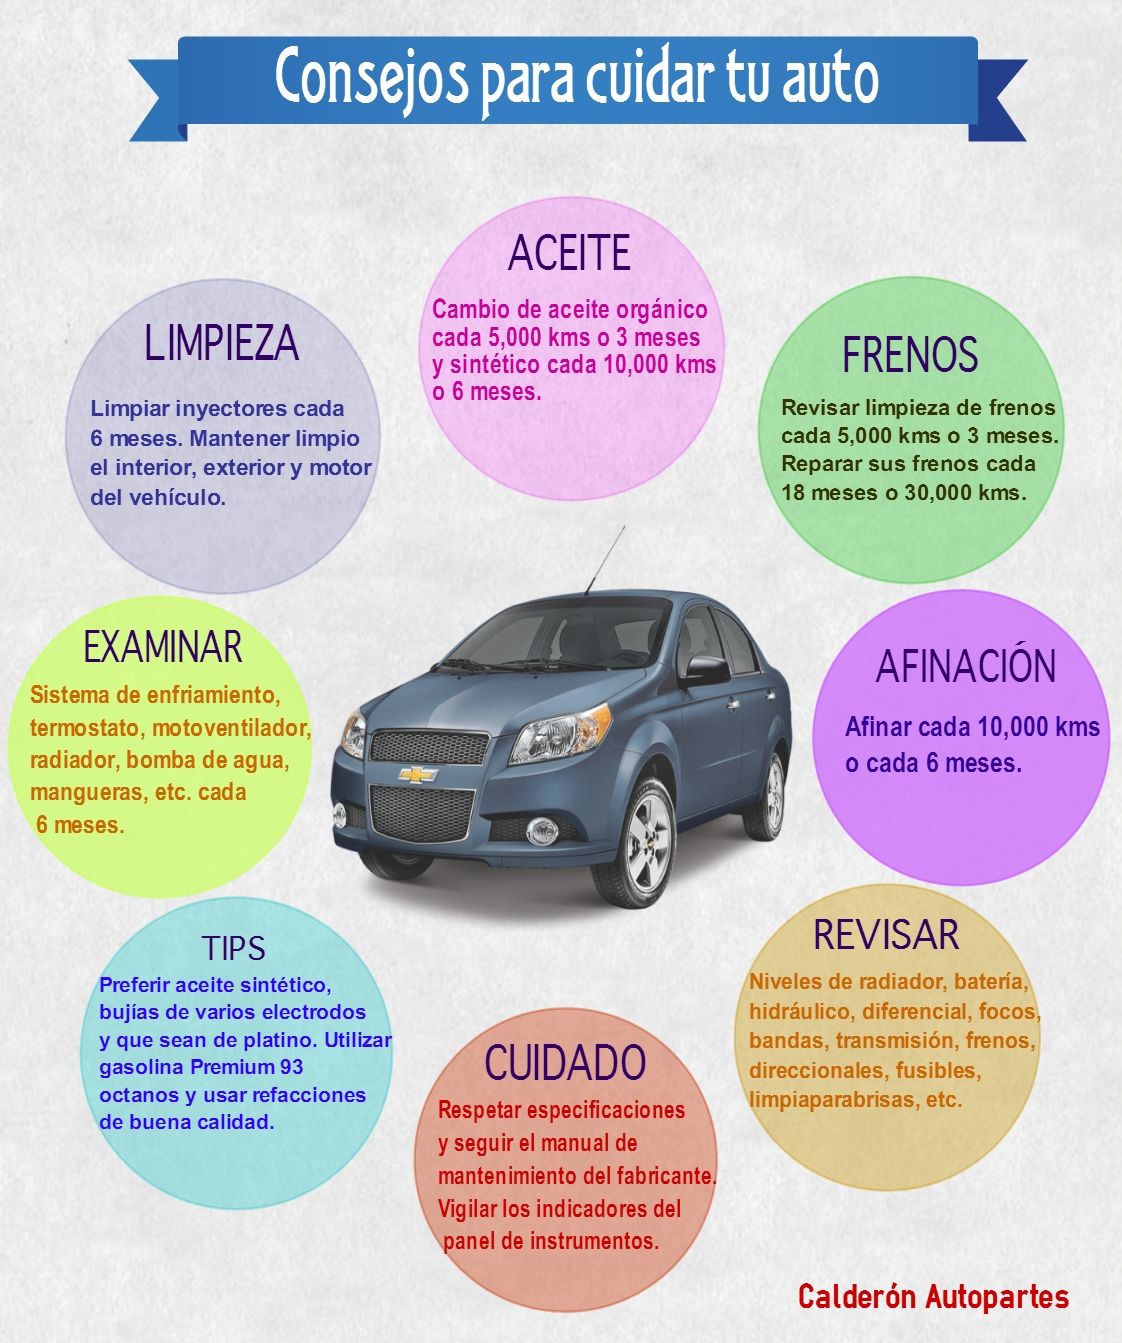 Consejos para cuidar tu auto
ACEITE
Cambio de aceite orgánico
cada 5,000 kms o 3 meses
y sintético cada 10,000 kms
o 6 meses.
LIMPIEZA
Limpiar inyectores cada
6 meses. Mantener limpio
el interior, exterior y motor
del vehículo.
FRENOS
Revisar limpieza de frenos
cada 5,000 kms o 3 meses.
Reparar sus frenos cada
18 meses o 30,000 kms.
EXAMINAR
Sistema de enfriamiento,
termostato, motoventilador,
radiador, bomba de agua,
mangueras, etc. cada
6 meses.
AFINACIÓN
Afinar cada 10,000 kms
o cada 6 meses.
TIPS
Preferir aceite sintético,
bujías de varios electrodos
y que sean de platino. Utilizar
gasolina Premium 93
octanos y usar refacciones
de buena calidad.
REVISAR
Niveles de radiador, batería,
hidráulico, diferencial, focos,
bandas, transmisión, frenos,
direccionales, fusibles,
limpiaparabrisas, etc.
CUIDADO
Respetar especificaciones
y seguir el manual de
mantenimiento del fabricante.
Vigilar los indicadores del
panel de instrumentos.
Calderón Autopartes